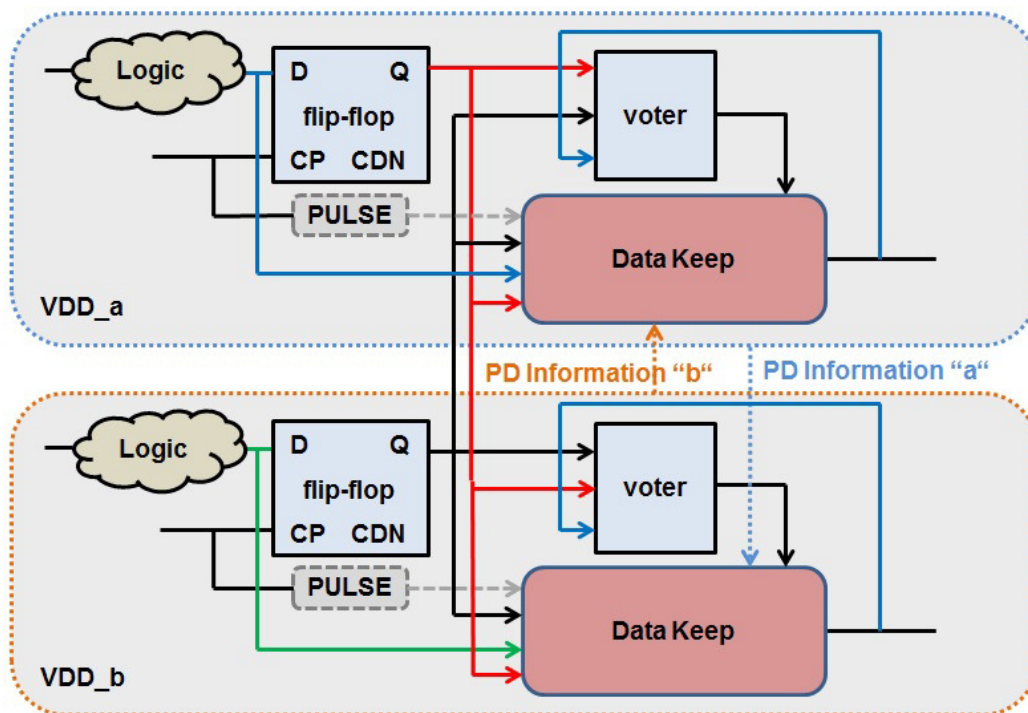 Logic
D Q
flip-flop
CP CDN
PULSE
voter
Data Keep
VDD_a
PD Information “b“
PD Information “a“
Logic
D Q
flip-flop
CP CDN
PULSE
voter
Data Keep
VDD_b